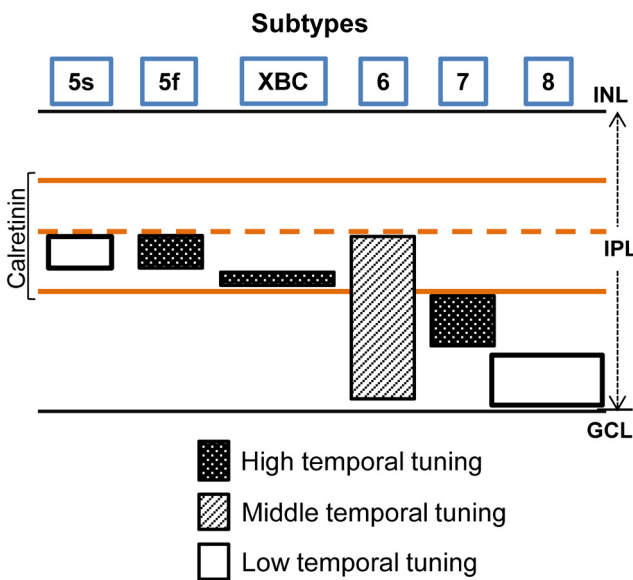 Subtypes
5s 5f XBC 6 7 8
INL
Calretinin
IPL
GCL
High temporal tuning
Middle temporal tuning
Low temporal tuning